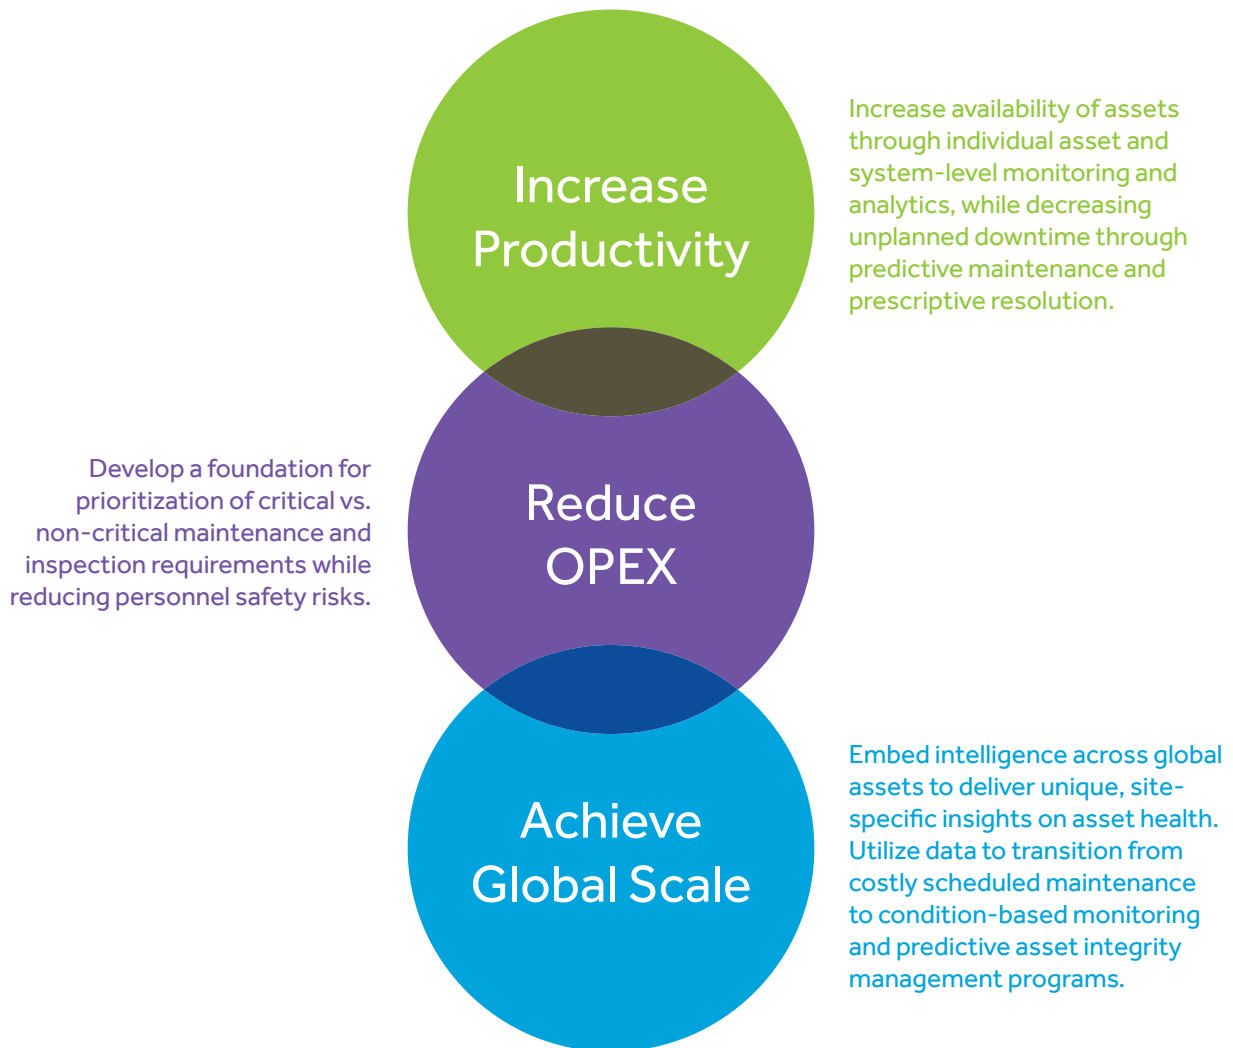 Increase
Productivity
Increase availability of assets
through individual asset and
system-level monitoring and
analytics, while decreasing
unplanned downtime through
predictive maintenance and
prescriptive resolution.
Develop a foundation for
prioritization of critical vs.
non-critical maintenance and
inspection requirements while
reducing personnel safety risks.
Reduce
OPEX
Achieve
Global Scale
Embed intelligence across global
assets to deliver unique, site-
specific insights on asset health.
Utilize data to transition from
costly scheduled maintenance
to condition-based monitoring
and predictive asset integrity
management programs.